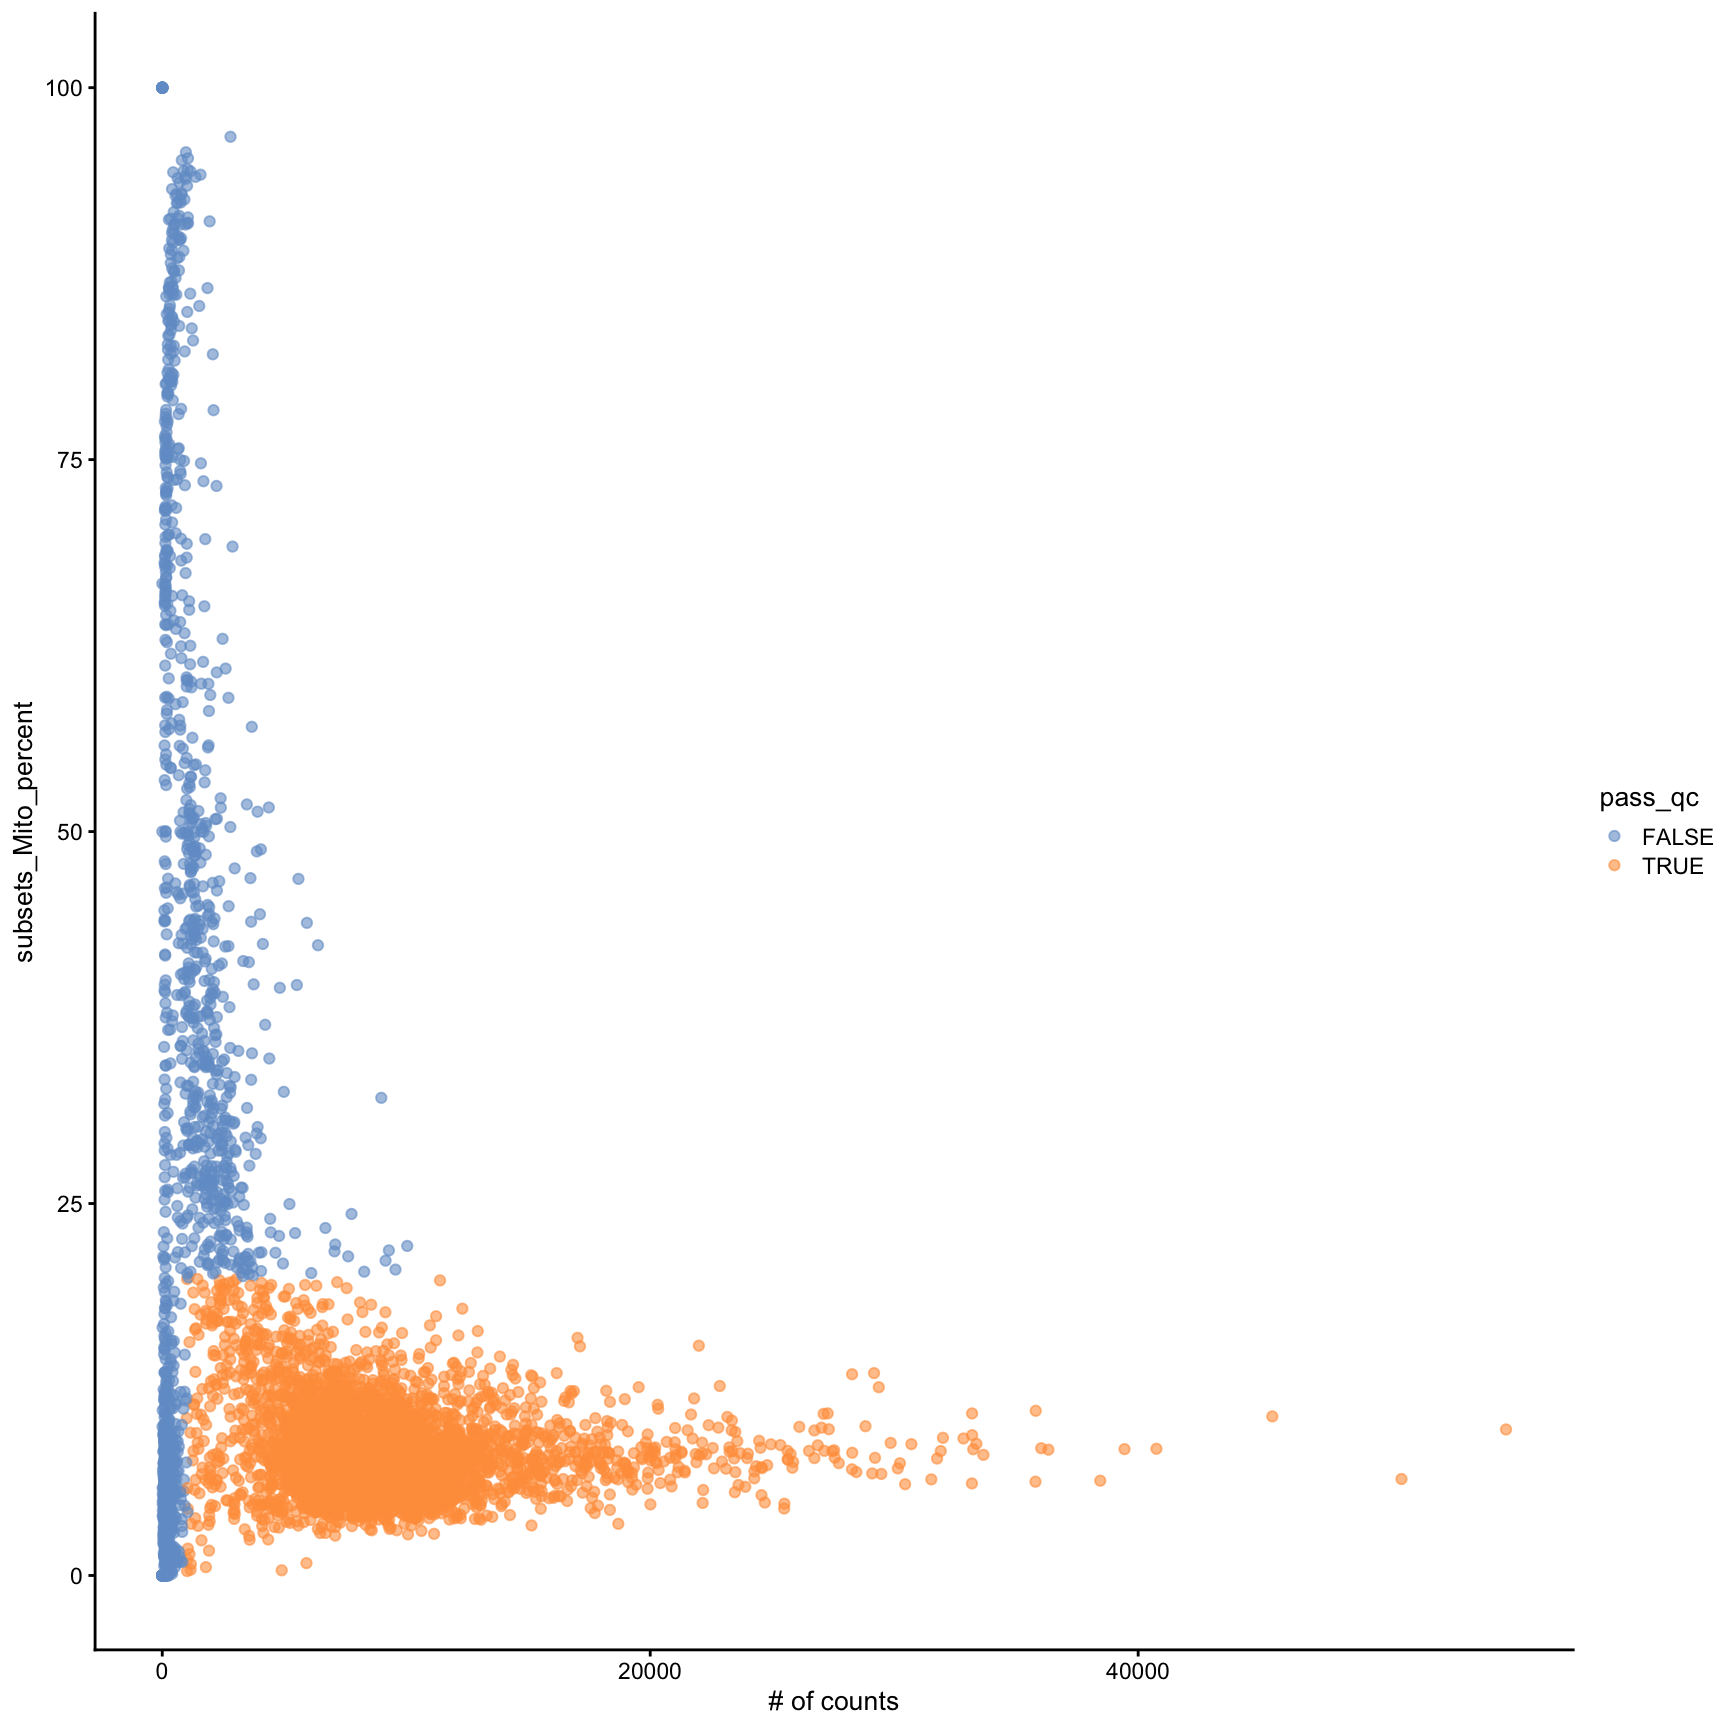 100
75
50
25
0
subsets_Mito_percent
0 20000 40000
# of counts
pass_qc
FALSE
TRUE